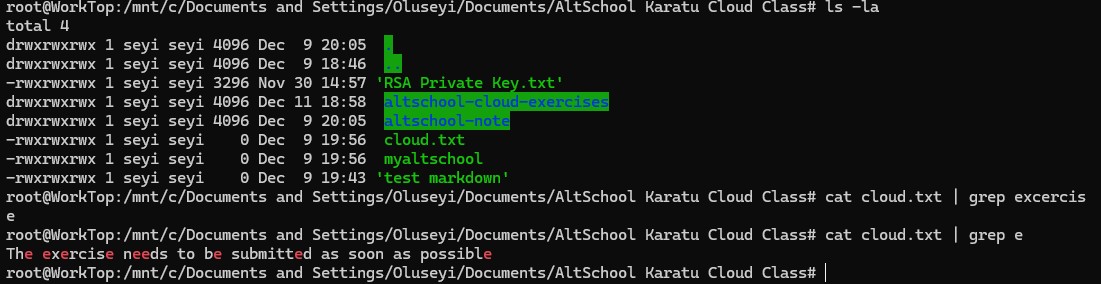 root@WorkTop:/mnt/c/Documents and Settings/Oluseyi/Documents/AltSchool Karatu Cloud Class# ls -la
total 4
drwxrwxrwx 1 seyi seyi 4096 Dec  9 20:05  .
drwxrwxrwx 1 seyi seyi 4096 Dec  9 18:46  ..
-rwxrwxrwx 1 seyi seyi 3296 Nov 30 14:57 'RSA Private Key.txt'
drwxrwxrwx 1 seyi seyi 4096 Dec 11 18:58  altschool-cloud-exercises
drwxrwxrwx 1 seyi seyi 4096 Dec  9 20:05  altschool-note
-rwxrwxrwx 1 seyi seyi    0 Dec  9 19:56  cloud.txt
-rwxrwxrwx 1 seyi seyi    0 Dec  9 19:56  myaltschool
-rwxrwxrwx 1 seyi seyi    0 Dec  9 19:43 'test markdown'
root@WorkTop:/mnt/c/Documents and Settings/Oluseyi/Documents/AltSchool Karatu Cloud Class# cat cloud.txt | grep excercis
e
root@WorkTop:/mnt/c/Documents and Settings/Oluseyi/Documents/AltSchool Karatu Cloud Class# cat cloud.txt | grep e
The exercise needs to be submitted as soon as possible
root@WorkTop:/mnt/c/Documents and Settings/Oluseyi/Documents/AltSchool Karatu Cloud Class#